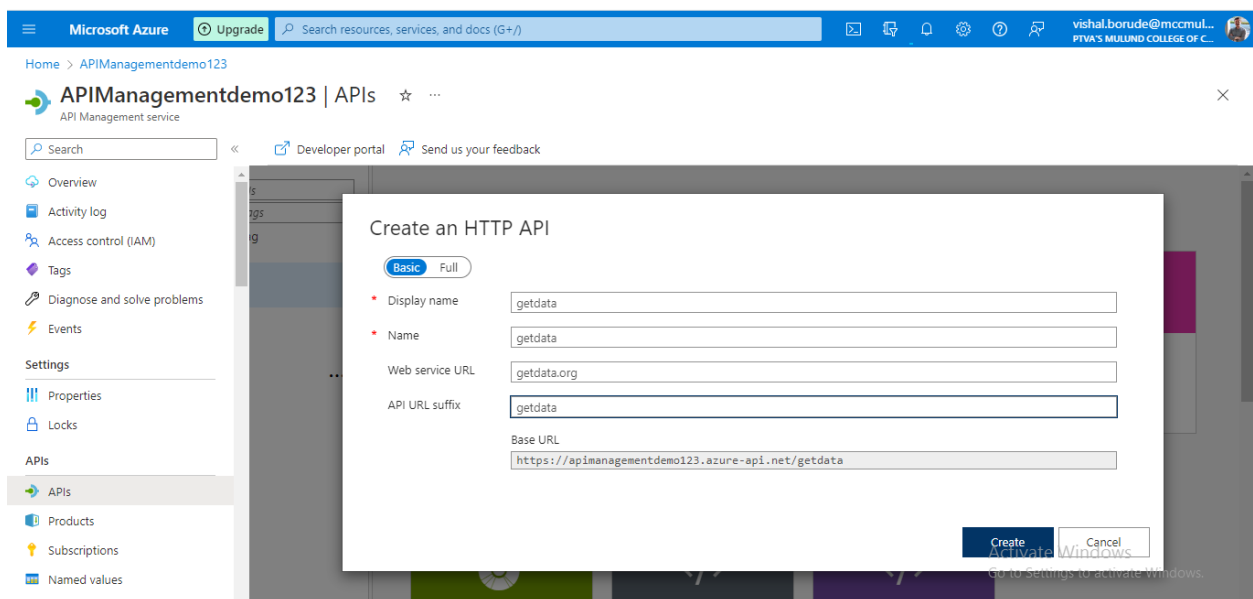 Microsoft Azure
Upgrade
Search resources, services, and docs (G+/)
vishal.borude@mccmul...
PTVA'S MULUND COLLEGE OF C...
Home > APIManagementdemo123
APIManagementdemo123 | APIs
API Management service
Search
Developer portal
Send us your feedback
Overview
Activity log
Access control (IAM)
Tags
Diagnose and solve problems
Events
Settings
Properties
Locks
APIs
APIs
Products
Subscriptions
Named values
Create an HTTP API
Basic Full
* Display name getdata
* Name getdata
Web service URL getdata.org
API URL suffix getdata
Base URL
https://apimanagementdemo123.azure-api.net/getdata
Create Cancel
Activate Windows
Go to Settings to activate Windows.